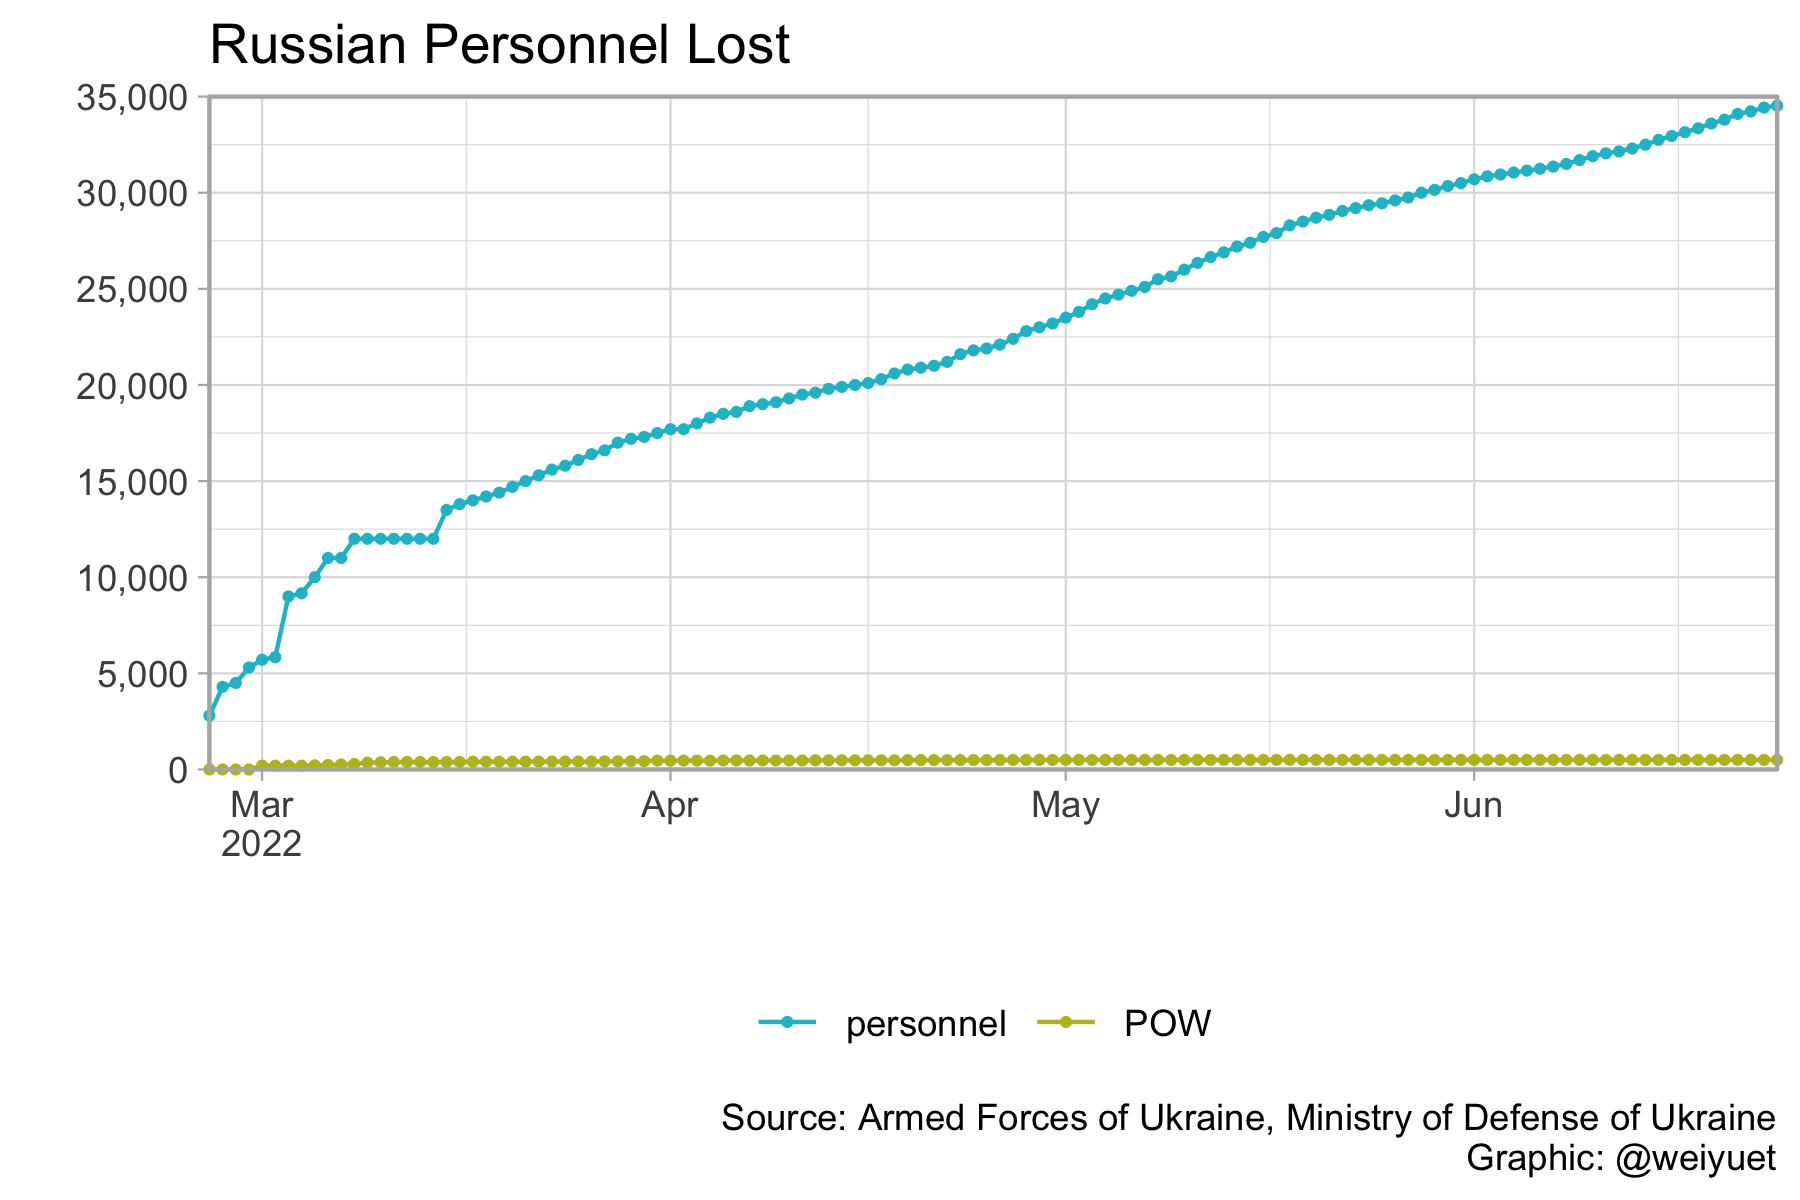 Russian Personnel Lost
35,000
30,000
25,000
20,000
15,000
10,000
5,000
0
Mar Apr May Jun
2022
personnel POW
Source: Armed Forces of Ukraine, Ministry of Defense of Ukraine
Graphic: @weiyuet